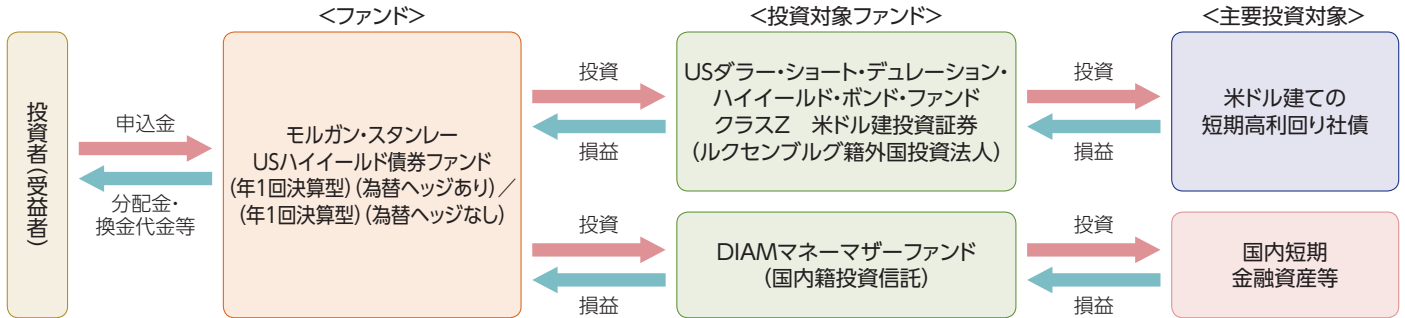 <ファンド>
<投資対象ファンド>
<主要投資対象>
投資者(受益者)
申込金
分配金・
換金代金等
モルガン・スタンレー
USハイイールド債券ファンド
(年1回決算型)(為替ヘッジあり)/
(年1回決算型)(為替ヘッジなし)
投資
損益
USダラー・ショート・デュレーション・
ハイイールド・ボンド・ファンド
クラスZ 米ドル建投資証券
(ルクセンブルグ籍外国投資法人)
投資
損益
米ドル建ての
短期高利回り社債
投資
損益
DIAMマネーマザーファンド
(国内籍投資信託)
投資
損益
国内短期
金融資産等